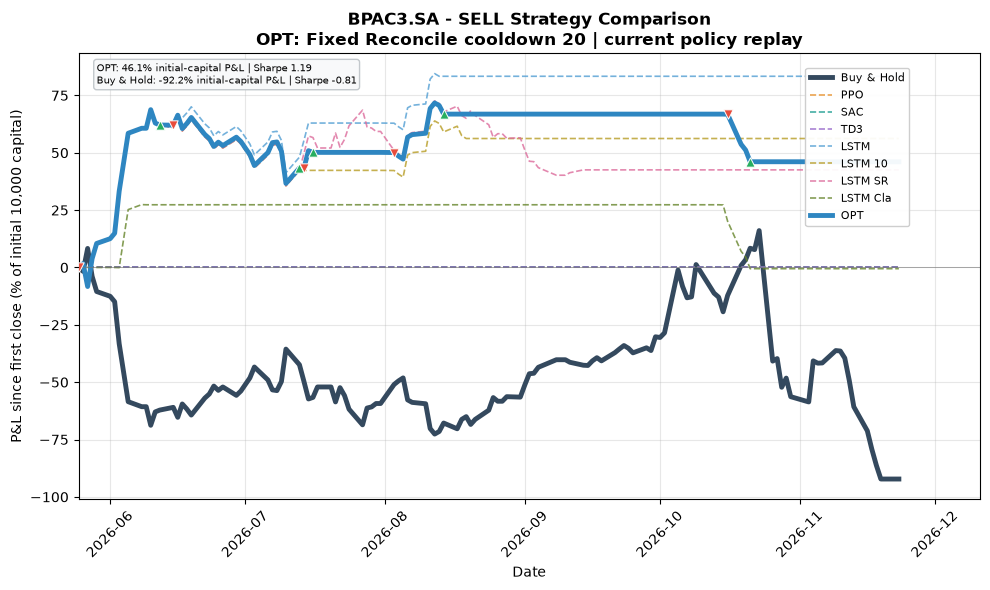 BPAC3.SA - SELL Strategy Comparison
OPT: Fixed Reconcile cooldown 20 | current policy replay
OPT: 46.1% initial-capital P&L | Sharpe 1.19
Buy & Hold: -92.2% initial-capital P&L | Sharpe -0.81
Buy & Hold
PPO
SAC
TD3
LSTM
LSTM 10
LSTM SR
LSTM Cla
OPT
P&L since first close (% of initial 10,000 capital)
75
50
25
0
−25
−50
−75
−100
2026-06
2026-07
2026-08
2026-09
2026-10
2026-11
2026-12
Date